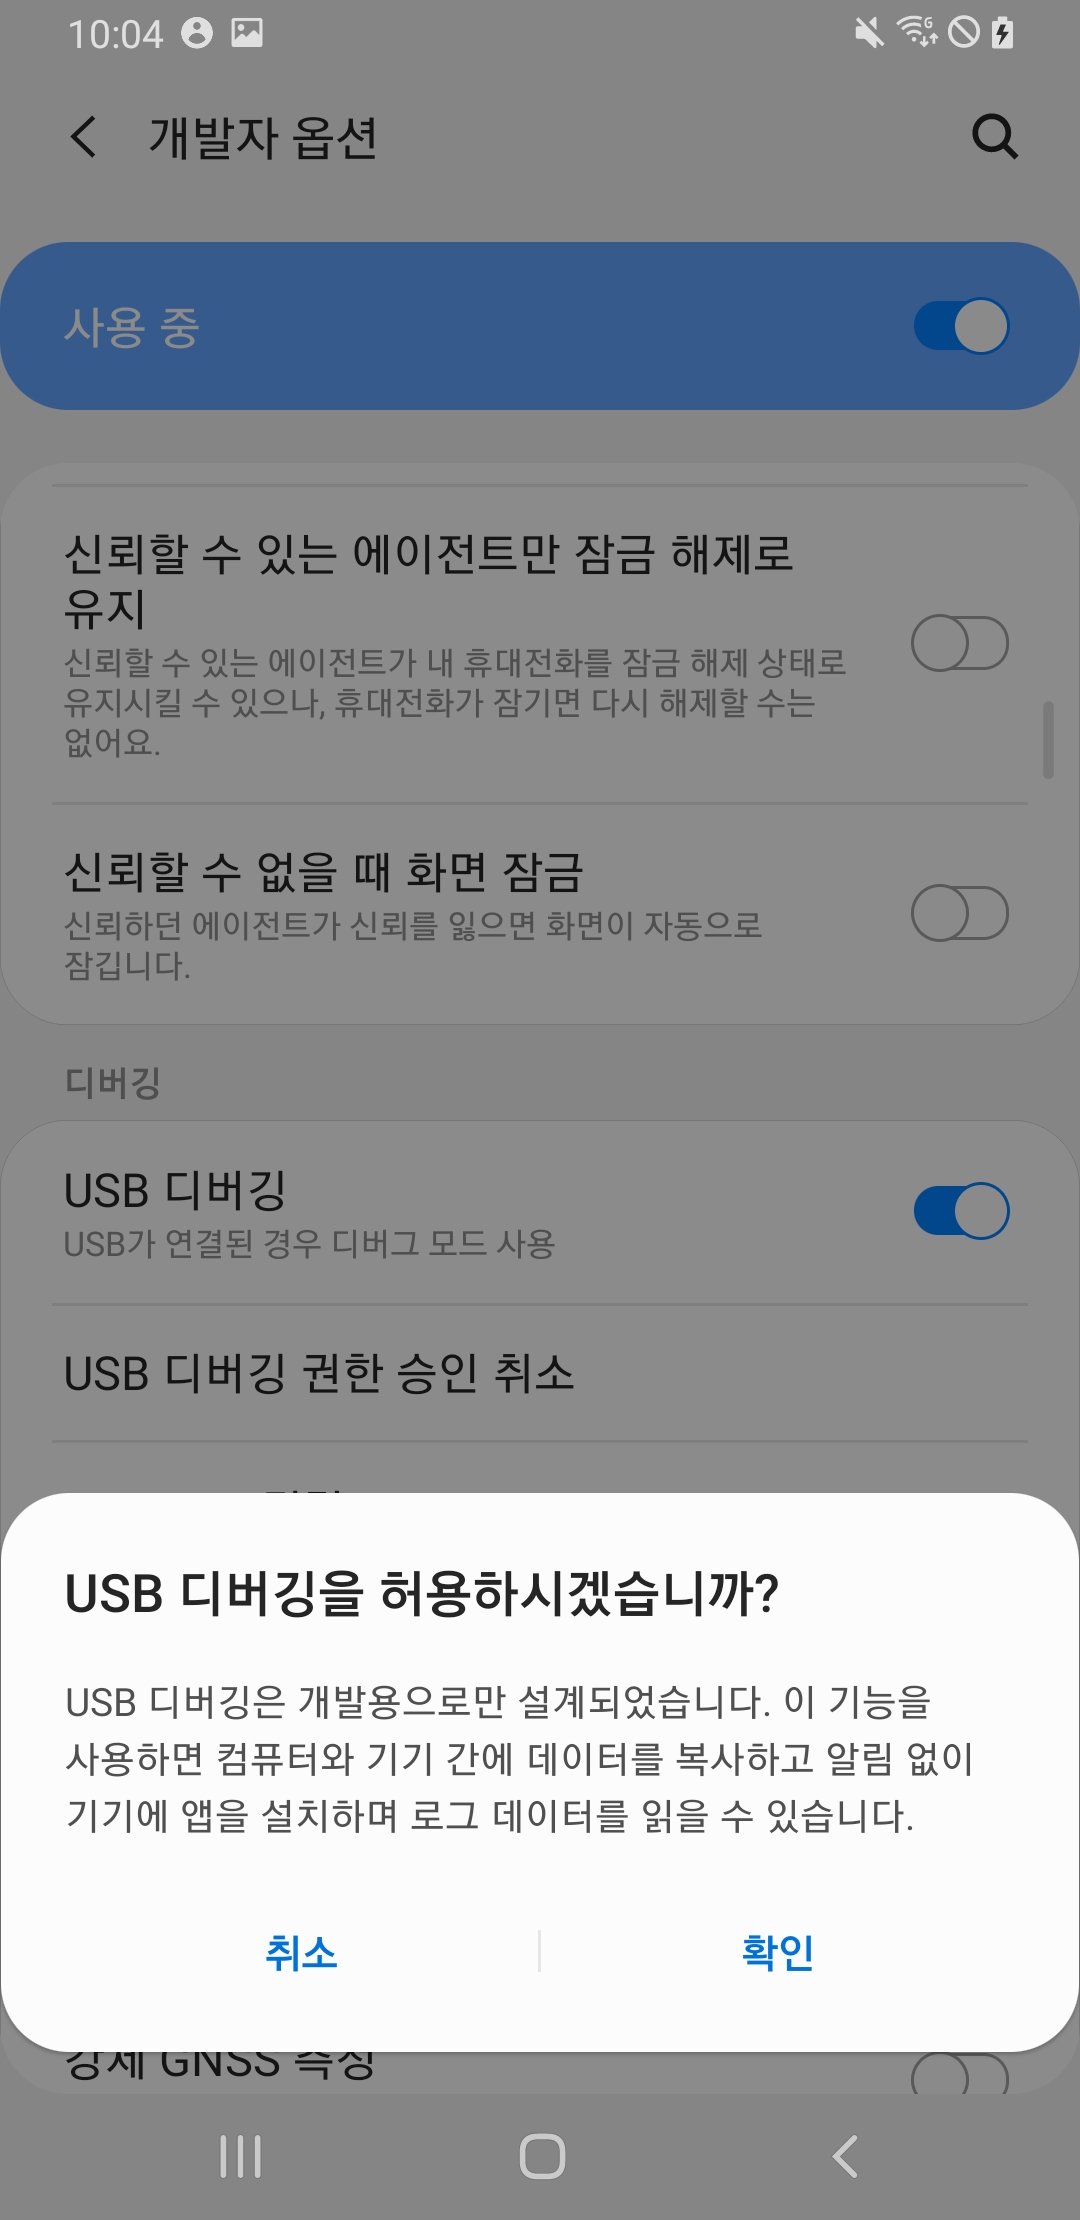 10:04
개발자 옵션
사용 중
신뢰할 수 있는 에이전트만 잠금 해제로
유지
신뢰할 수 있는 에이전트가 내 휴대전화를 잠금 해제 상태로
유지시킬 수 있으나, 휴대전화가 잠기면 다시 해제할 수는
없어요.
신뢰할 수 없을 때 화면 잠금
신뢰하던 에이전트가 신뢰를 잃으면 화면이 자동으로
잠깁니다.
디버깅
USB 디버깅
USB가 연결된 경우 디버그 모드 사용
USB 디버깅 권한 승인 취소
USB 디버깅을 허용하시겠습니까?
USB 디버깅은 개발용으로만 설계되었습니다. 이 기능을
사용하면 컴퓨터와 기기 간에 데이터를 복사하고 알림 없이
기기에 앱을 설치하며 로그 데이터를 읽을 수 있습니다.
취소
확인
강제 GNSS 측정